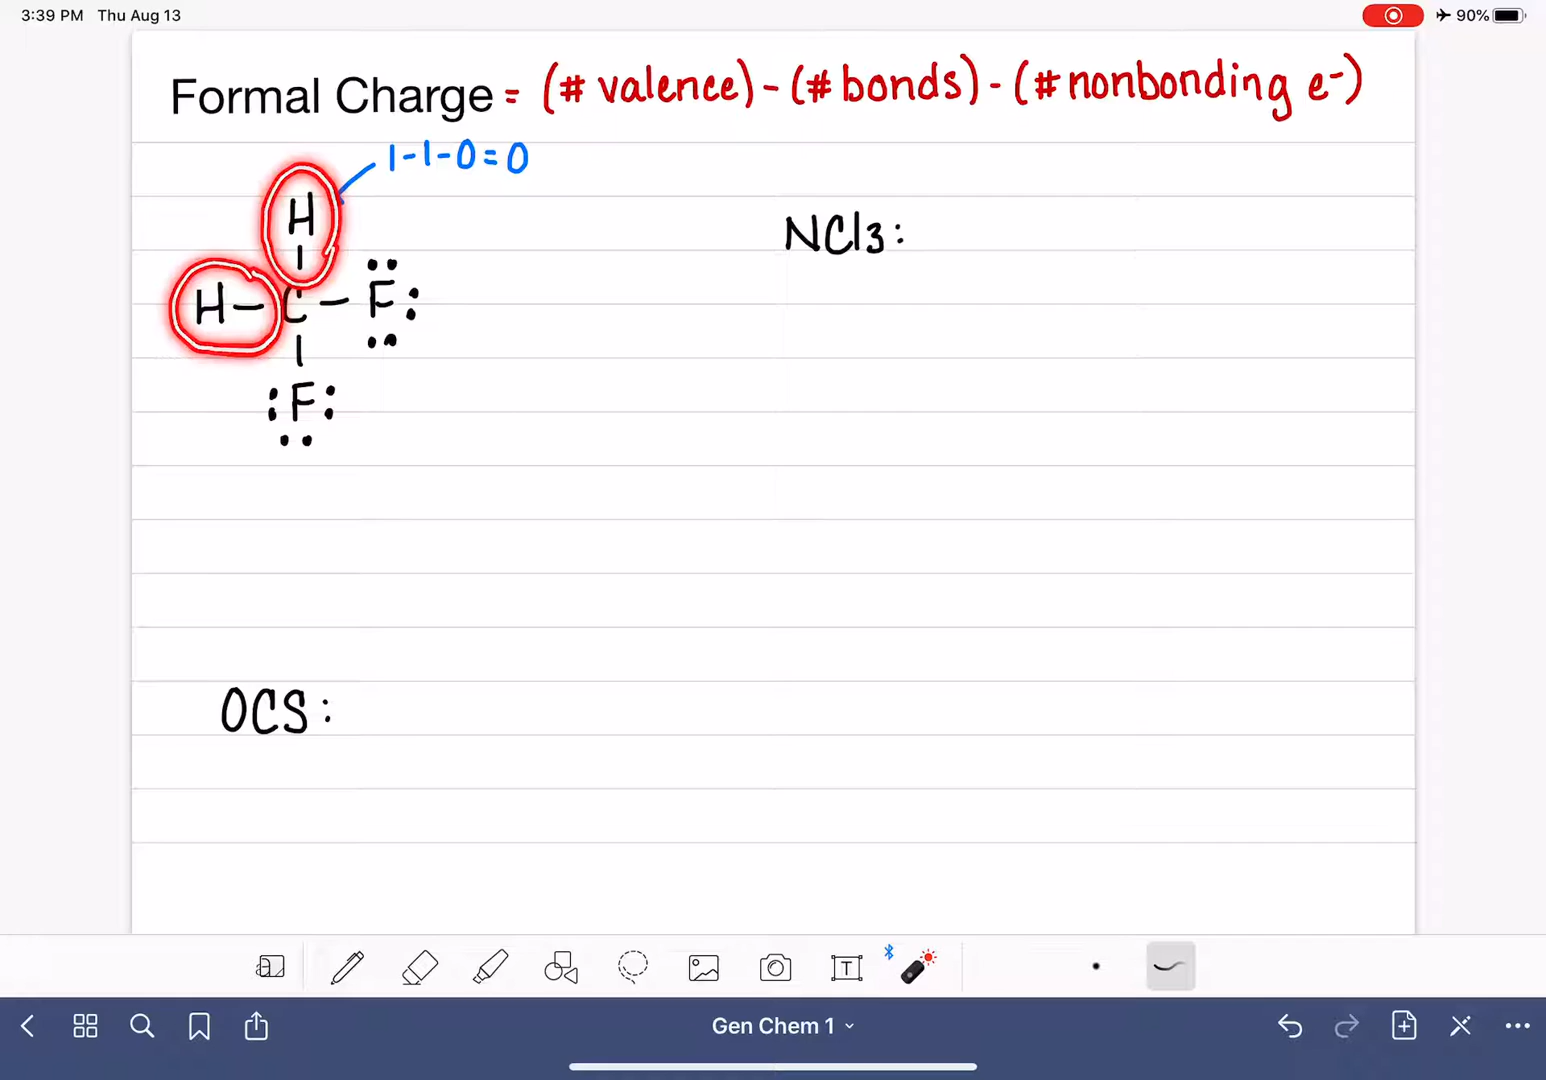 3:39 PM Thu Aug 13
90%
Formal Charge = (# valence) - (# bonds) - (# nonbonding e-)
1-1-0=0
H
H-C-F:
:F:
NCl3:
OCS:
T
Gen Chem 1